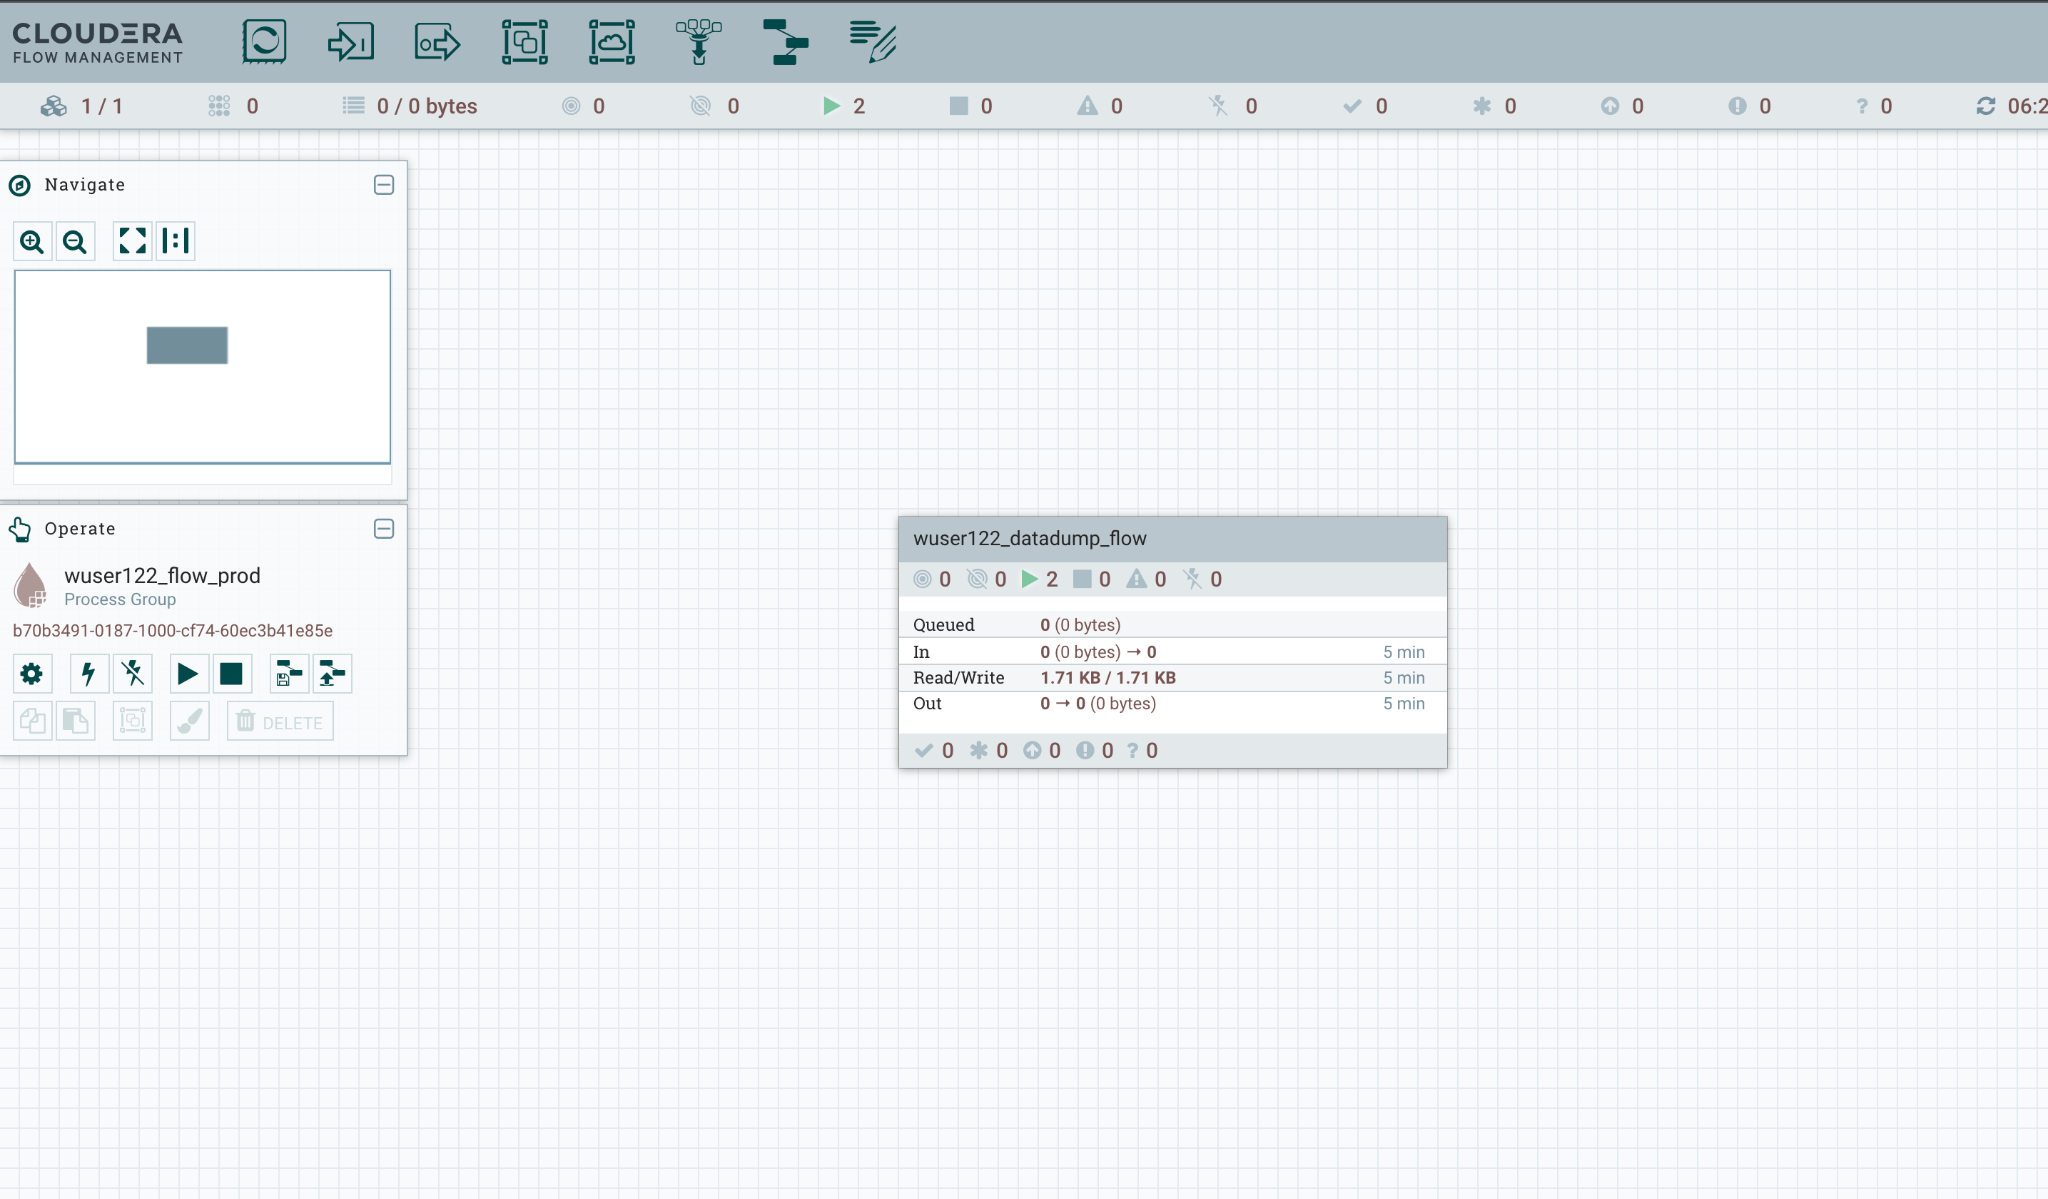 CLOUDERA
FLOW MANAGEMENT
1 / 1 0 0 / 0 bytes 0 0 2 0 0 0 0 0 0 0 ? 0 06:2
Navigate
Operate
wuser122_flow_prod
Process Group
b70b3491-0187-1000-cf74-60ec3b41e85e
DELETE
wuser122_datadump_flow
0 0 2 0 0 0
Queued 0 (0 bytes)
In 0 (0 bytes) → 0 5 min
Read/Write 1.71 KB / 1.71 KB 5 min
Out 0 → 0 (0 bytes) 5 min
0 0 0 0 ? 0